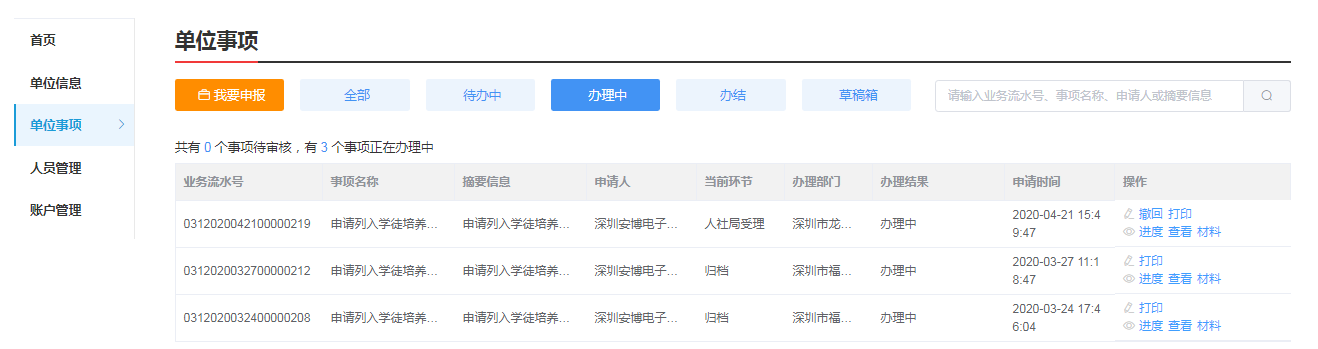 首页
单位信息
单位事项
人员管理
账户管理
单位事项
我要申报 全部 待办中 办理中 办结 草稿箱 请输入业务流水号、事项名称、申请人或摘要信息
共有 0 个事项待审核，有 3 个事项正在办理中
业务流水号 事项名称 摘要信息 申请人 当前环节 办理部门 办理结果 申请时间 操作
0312020042100000219 申请列入学徒培养... 申请列入学徒培养... 深圳安博电子... 人社局受理 深圳市龙... 办理中 2020-04-21 15:4
9:47
撤回 打印
进度 查看 材料
0312020032700000212 申请列入学徒培养... 申请列入学徒培养... 深圳安博电子... 归档 深圳市福... 办理中 2020-03-27 11:1
8:47
打印
进度 查看 材料
0312020032400000208 申请列入学徒培养... 申请列入学徒培养... 深圳安博电子... 归档 深圳市福... 办理中 2020-03-24 17:4
6:04
打印
进度 查看 材料